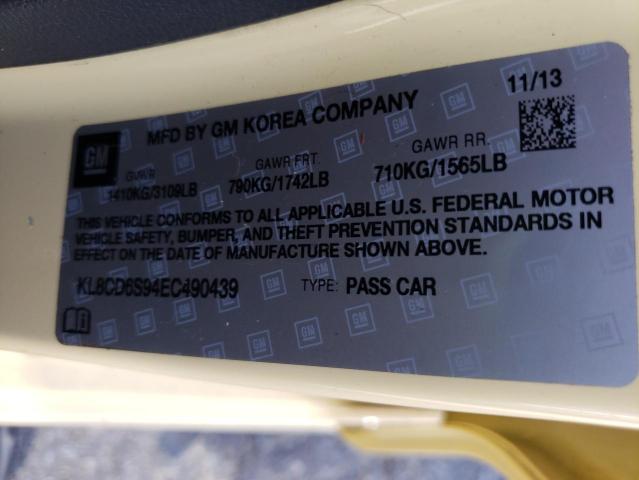 11/13
MFD BY GM KOREA COMPANY
GM
GVWR GAWR FRT. GAWR RR.
1410KG/3109LB 790KG/1742LB 710KG/1565LB
THIS VEHICLE CONFORMS TO ALL APPLICABLE U.S. FEDERAL MOTOR
VEHICLE SAFETY, BUMPER, AND THEFT PREVENTION STANDARDS IN
EFFECT ON THE DATE OF MANUFACTURE SHOWN ABOVE.
KL8CD6S94EC490439 TYPE: PASS CAR